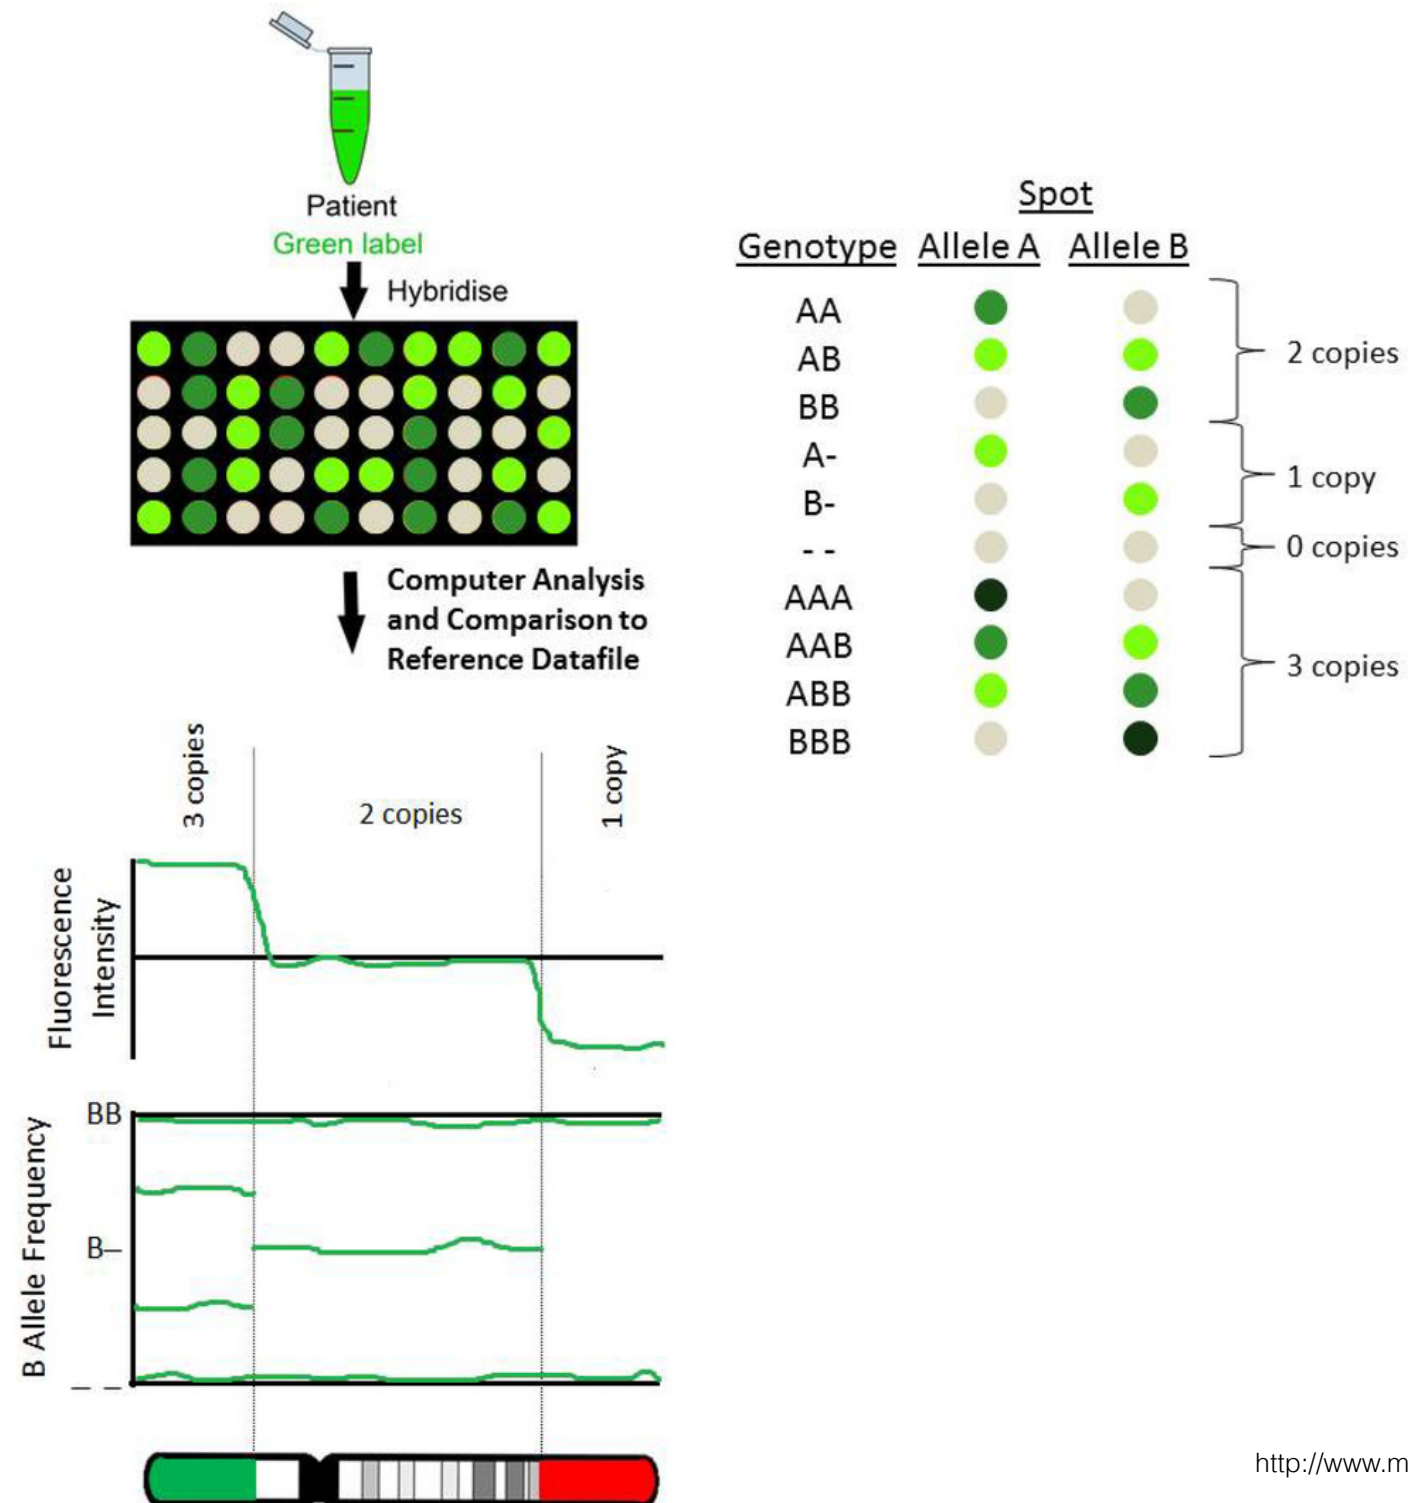 Patient
Green label
Hybridise
Computer Analysis
and Comparison to
Reference Datafile
Spot
Genotype Allele A Allele B
AA
AB
BB
2 copies
A-
B-
1 copy
- -
0 copies
AAA
AAB
ABB
BBB
3 copies
3 copies
2 copies
1 copy
Fluorescence
Intensity
B Allele Frequency
BB
B–
– –
http://www.m